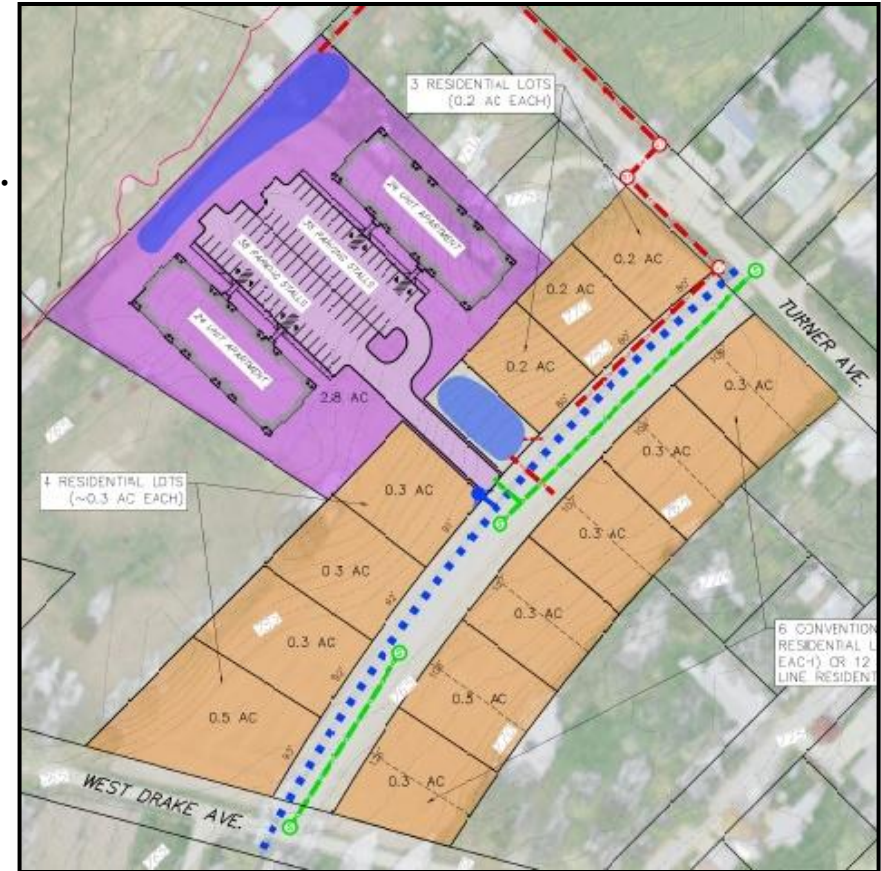 3 RESIDENTIAL LOTS
(0.2 AC EACH)
24 UNIT APARTMENT
38 PARKING STALLS
38 PARKING STALLS
24 UNIT APARTMENT
2.8 AC
0.2 AC
0.2 AC
0.2 AC
TURNER AVE.
0.3 AC
0.3 AC
0.3 AC
0.3 AC
0.3 AC
0.3 AC
4 RESIDENTIAL LOTS
(~0.3 AC EACH)
0.3 AC
0.3 AC
0.3 AC
0.5 AC
6 CONVENTION
RESIDENTIAL L
EACH) OR 12
LINE RESIDENT
WEST DRAKE AVE.